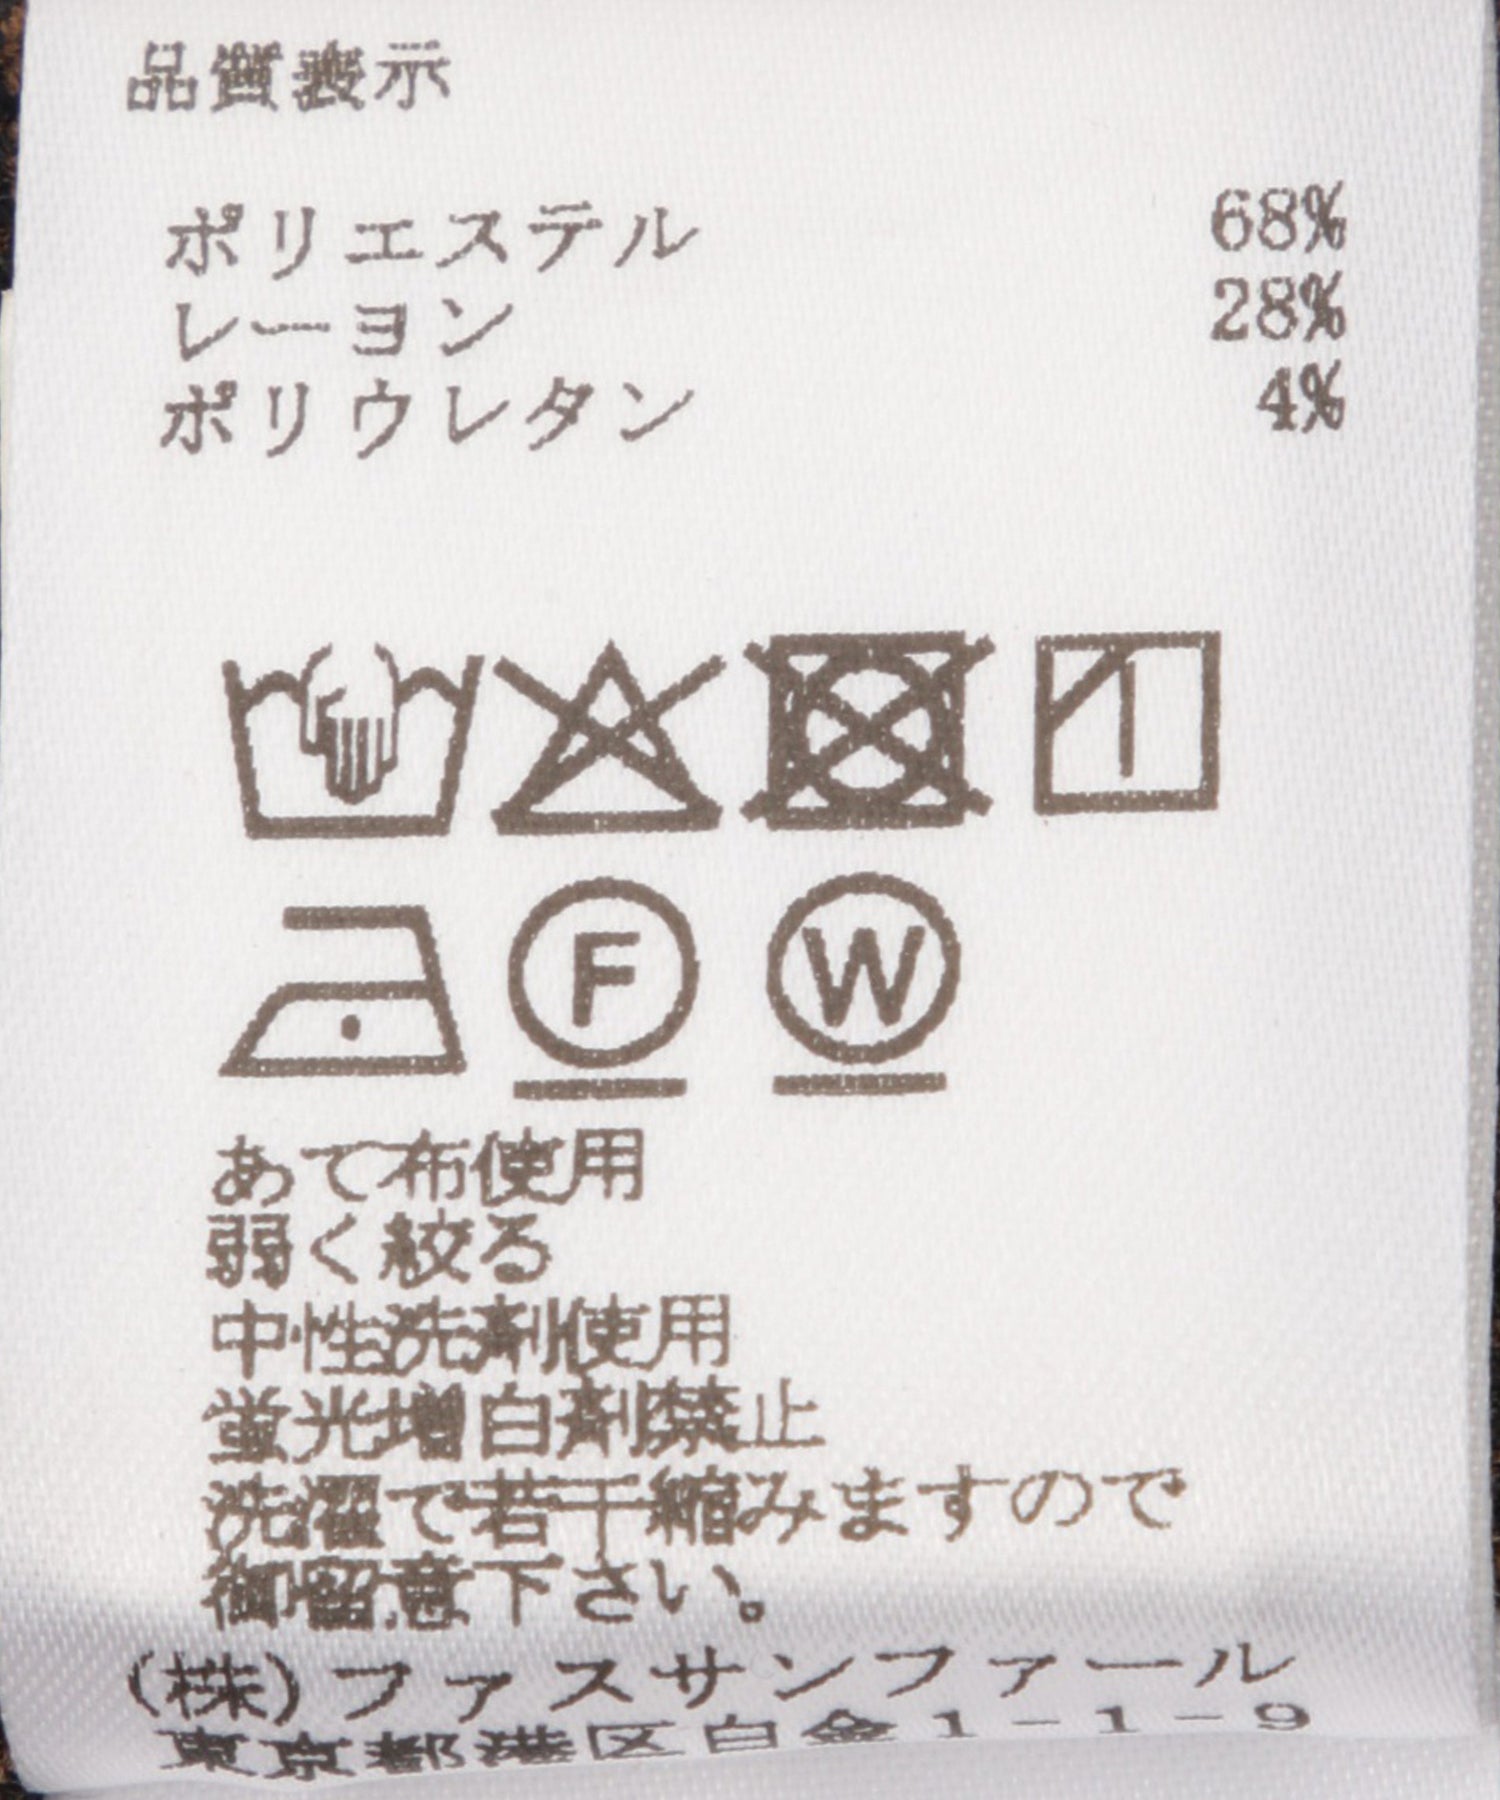 品質表示
ポリエステル 68%
レーヨン 28%
ポリウレタン 4%
F W
あて布使用
弱く絞る
中性洗剤使用
蛍光増白剤禁止
洗濯で若干縮みますので
御留意下さい。
(株)ファスサンファール
東京都港区白金1-1-9